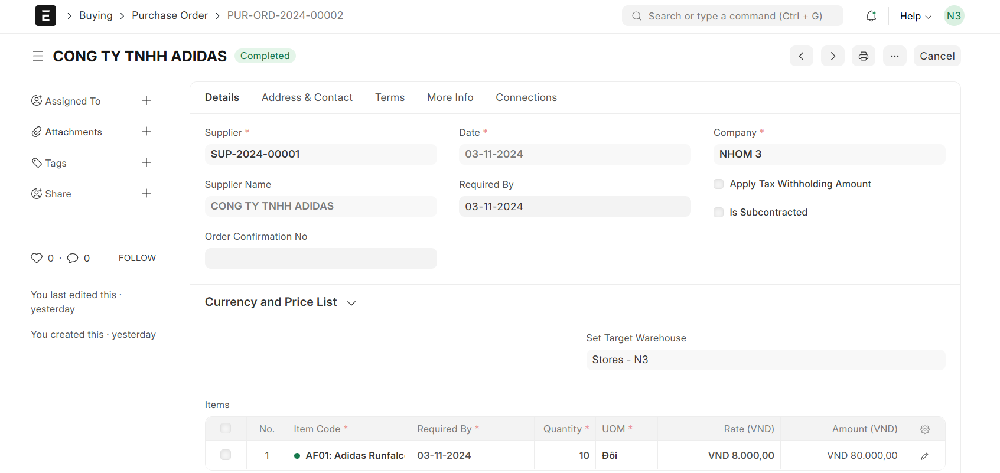 E
Buying
Purchase Order
PUR-ORD-2024-00002
Search or type a command (Ctrl + G)
Help
N3
CONG TY TNHH ADIDAS
Completed
Cancel
Assigned To
Attachments
Tags
Share
0 · 0
FOLLOW
You last edited this ·
yesterday
You created this · yesterday
Details
Address & Contact
Terms
More Info
Connections
Supplier *
Date *
Company *
SUP-2024-00001
03-11-2024
NHOM 3
Supplier Name
Required By
Apply Tax Withholding Amount
CONG TY TNHH ADIDAS
03-11-2024
Is Subcontracted
Order Confirmation No
Currency and Price List
Set Target Warehouse
Stores - N3
Items
No. Item Code * Required By * Quantity * UOM * Rate (VND) Amount (VND)
1 AF01: Adidas Runfalc 03-11-2024 10 Đôi VND 8.000,00 VND 80.000,00